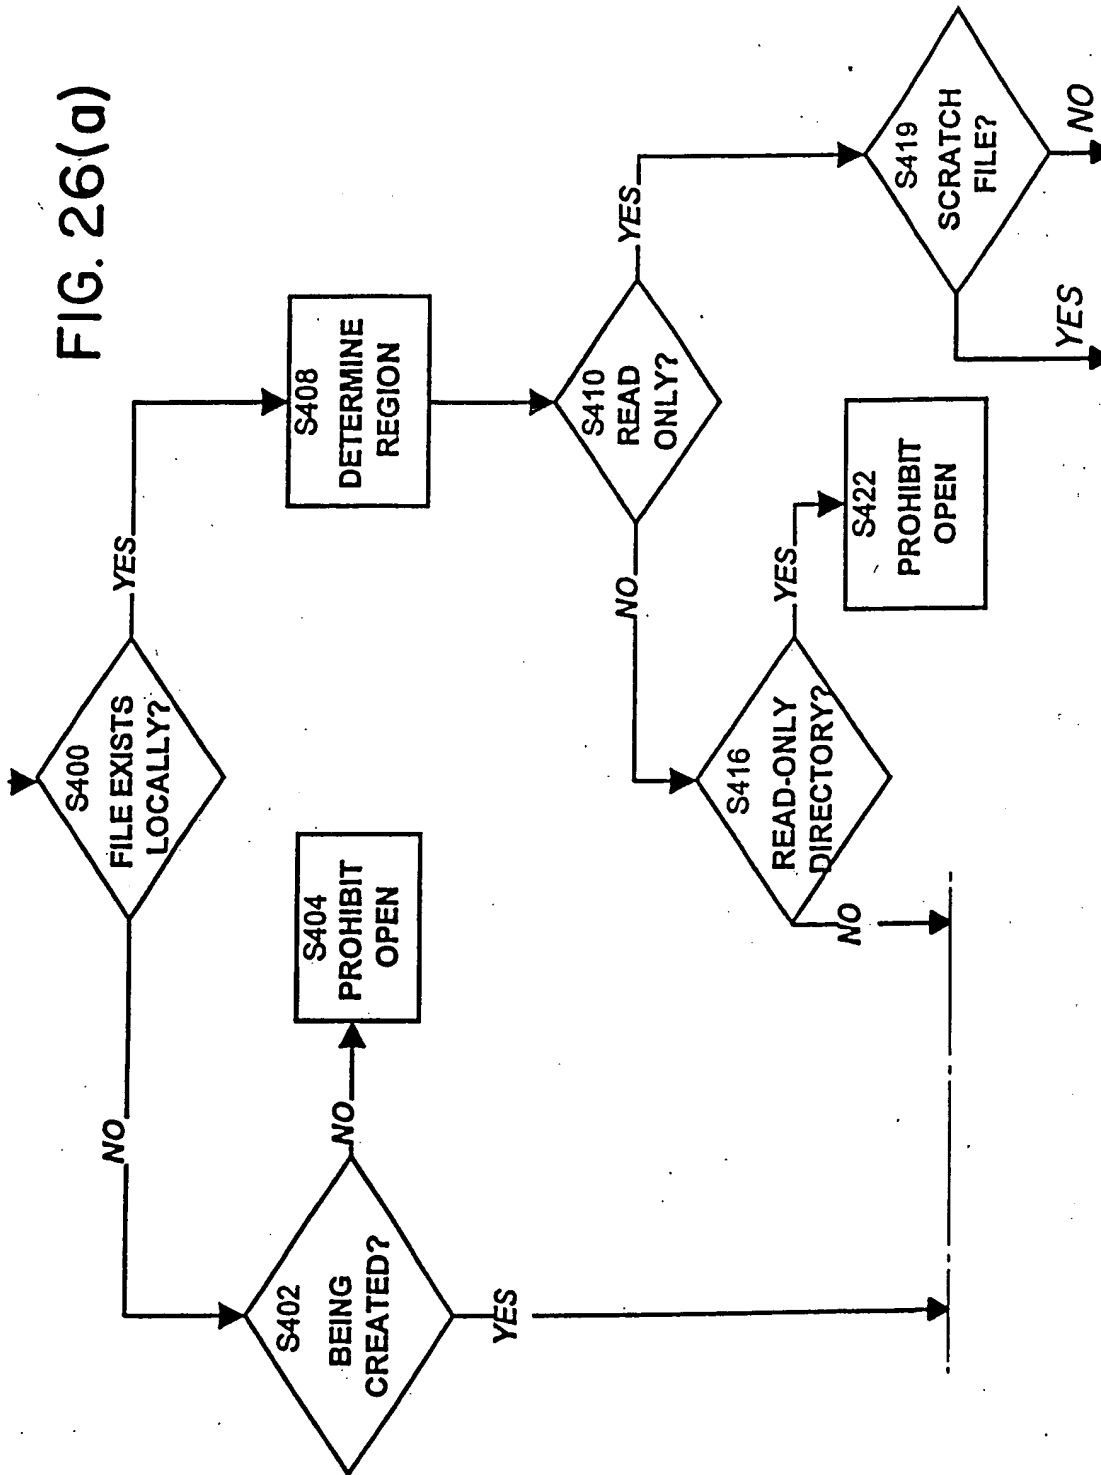 FIG. 26(a)
S400
FILE EXISTS
LOCALLY?
NO
YES
S402
BEING
CREATED?
NO
S404
PROHIBIT
OPEN
YES
S408
DETERMINE
REGION
S410
READ
ONLY?
NO
YES
S416
READ-ONLY
DIRECTORY?
YES
S422
PROHIBIT
OPEN
NO
S419
SCRATCH
FILE?
YES
NO